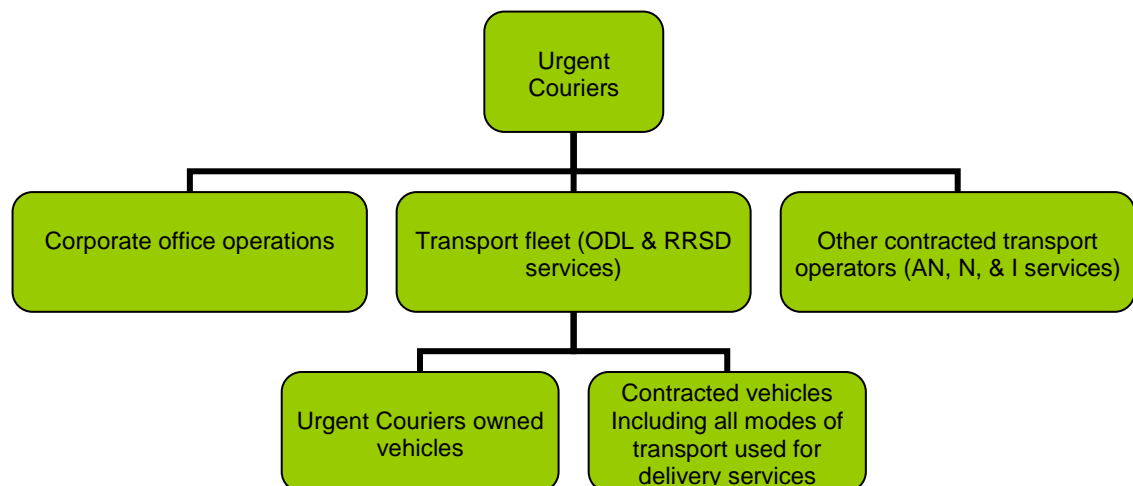 Urgent
Couriers
Corporate office operations
Transport fleet (ODL & RRSD
services)
Other contracted transport
operators (AN, N, & I services)
Urgent Couriers owned
vehicles
Contracted vehicles
Including all modes of
transport used for
delivery services